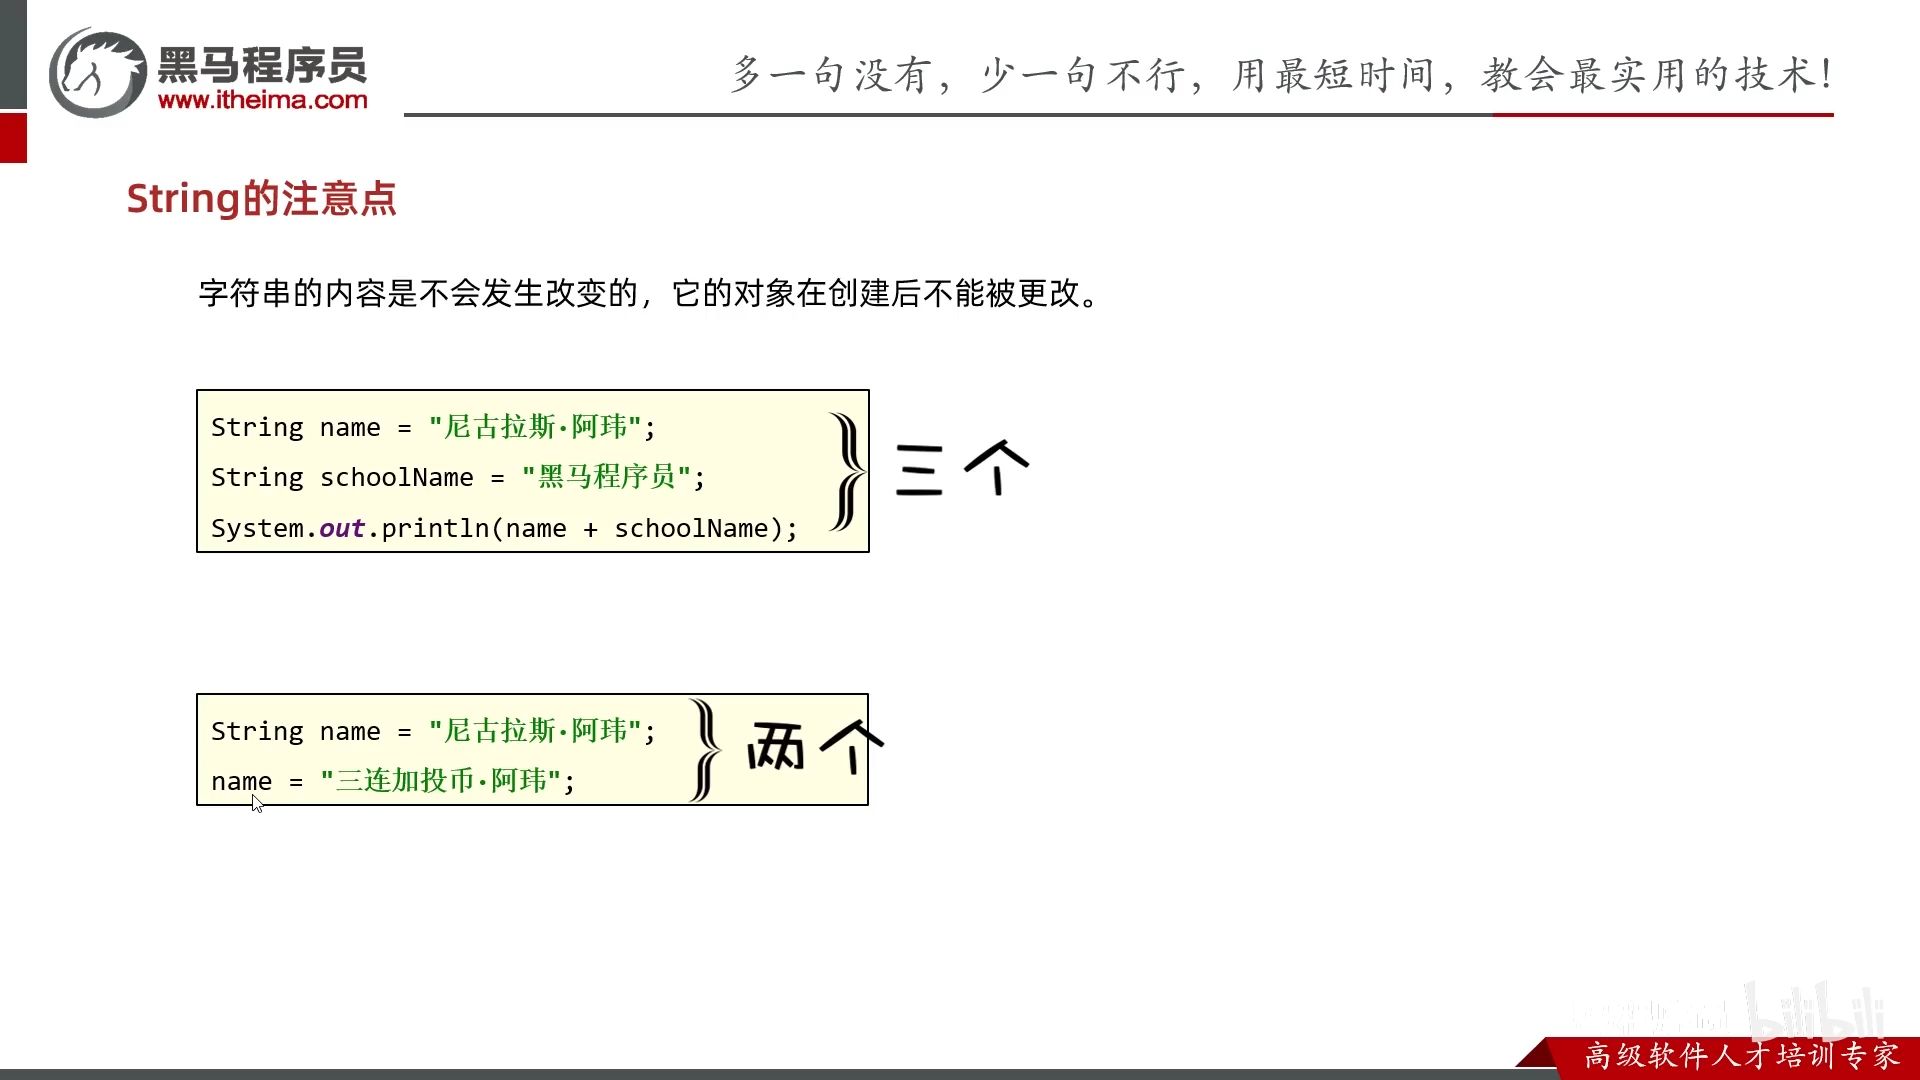 黑马程序员
www.itheima.com
多一句没有，少一句不行，用最短时间，教会最实用的技术！
String的注意点
字符串的内容是不会发生改变的，它的对象在创建后不能被更改。
String name = "尼古拉斯·阿玮";
String schoolName = "黑马程序员";
System.out.println(name + schoolName);
三个
String name = "尼古拉斯·阿玮";
name = "三连加投币·阿玮";
两个
bilibili
高级软件人才培训专家